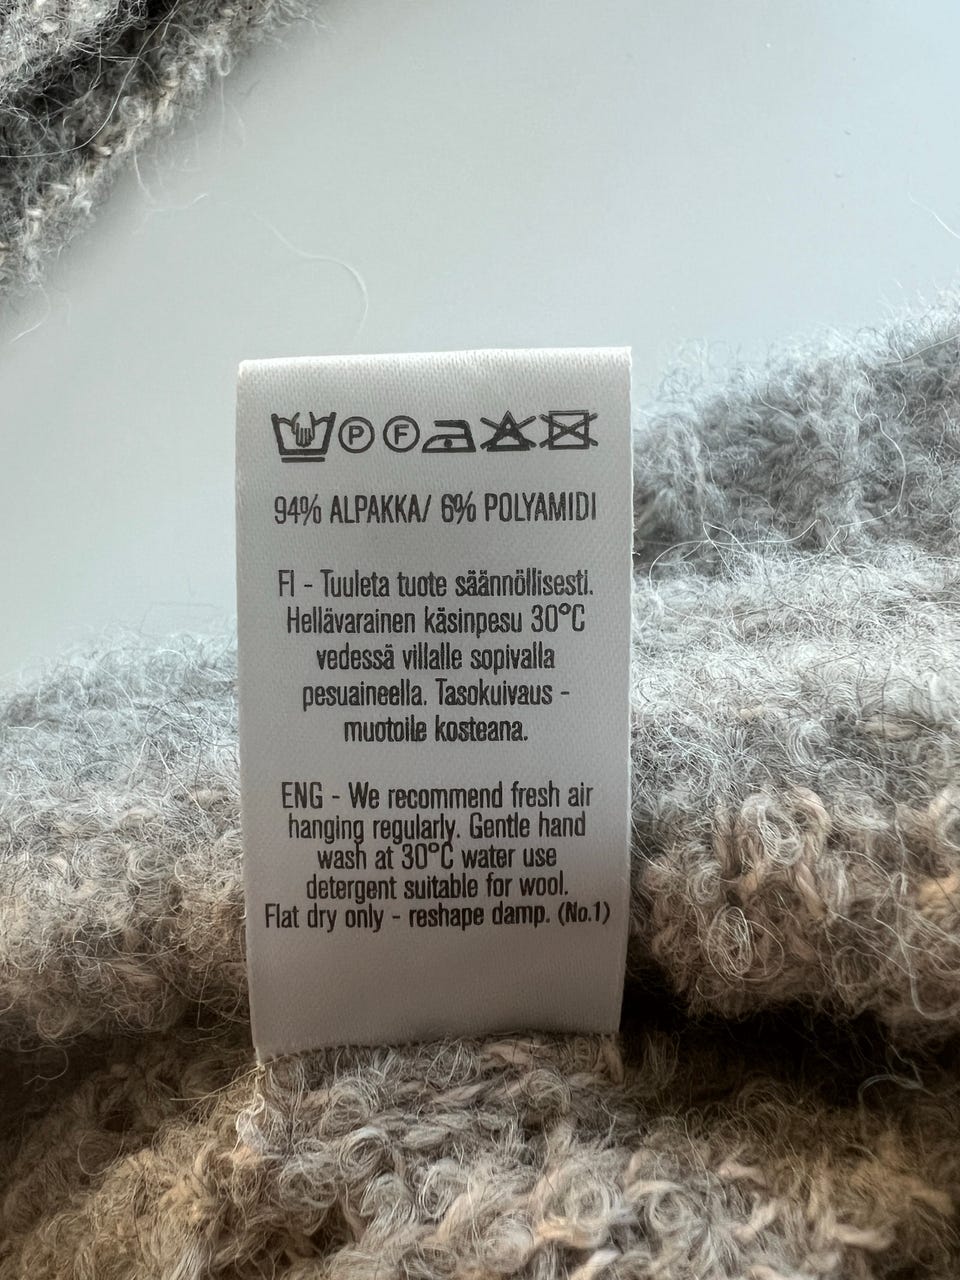 P F
94% ALPAKKA/ 6% POLYAMIDI
FI - Tuuleta tuote säännöllisesti.
Hellävarainen käsinpesu 30°C
vedessä villalle sopivalla
pesuaineella. Tasokuivaus -
muotoile kosteana.
ENG - We recommend fresh air
hanging regularly. Gentle hand
wash at 30°C water use
detergent suitable for wool.
Flat dry only - reshape damp. (No.1)